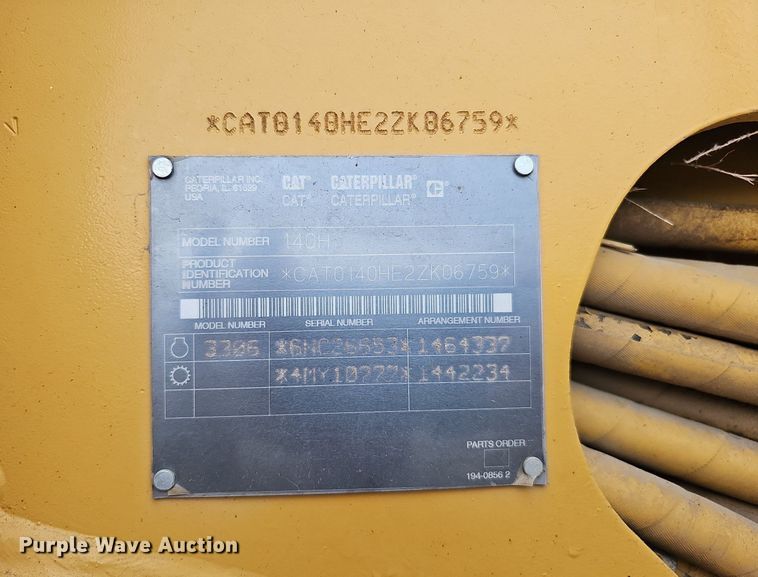 *CAT0140HE2ZK06759*
CATERPILLAR INC.
PEORIA, IL. 61629
USA
CAT® CATERPILLAR® C
CAT® CATERPILLAR®
MODEL NUMBER 140H
PRODUCT
IDENTIFICATION
NUMBER
*CAT0140HE2ZK06759*
MODEL NUMBER SERIAL NUMBER ARRANGEMENT NUMBER
3306 *6NC26653* 1464337
*4MY10777* 1442234
PARTS ORDER
194-0856 2
Purple Wave Auction